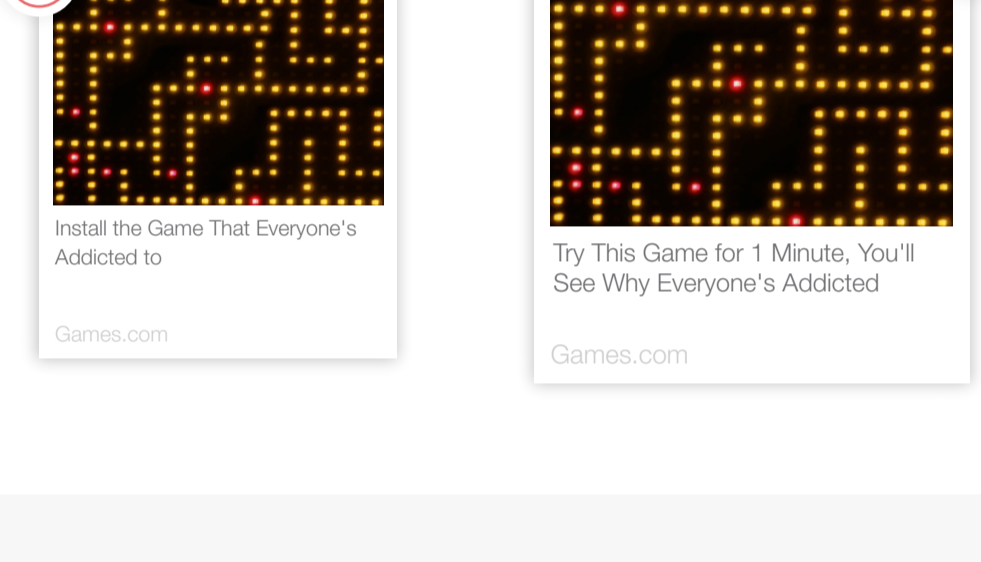 Install the Game That Everyone's
Addicted to
Games.com
Try This Game for 1 Minute, You'll
See Why Everyone's Addicted
Games.com